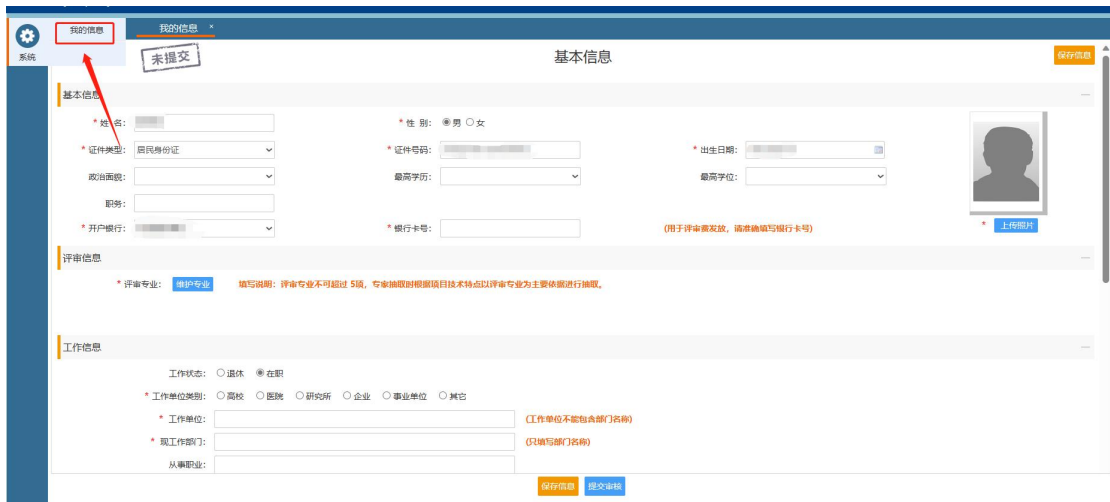 我的信息
我的信息 ×
系统
未提交
基本信息
保存信息
基本信息
* 姓 名:
* 性 别: 男 女
* 证件类型: 居民身份证
* 证件号码:
* 出生日期:
政治面貌:
最高学历:
最高学位:
职务:
* 开户银行:
* 银行卡号:
(用于评审费发放，请准确填写银行卡号)
* 上传照片
评审信息
* 评审专业: 维护专业 填写说明：评审专业不可超过 5项，专家抽取时根据项目技术特点以评审专业为主要依据进行抽取。
工作信息
工作状态: 退休 在职
* 工作单位类别: 高校 医院 研究所 企业 事业单位 其它
* 工作单位: (工作单位不能包含部门名称)
* 现工作部门: (只填写部门名称)
从事职业:
保存信息 提交审核